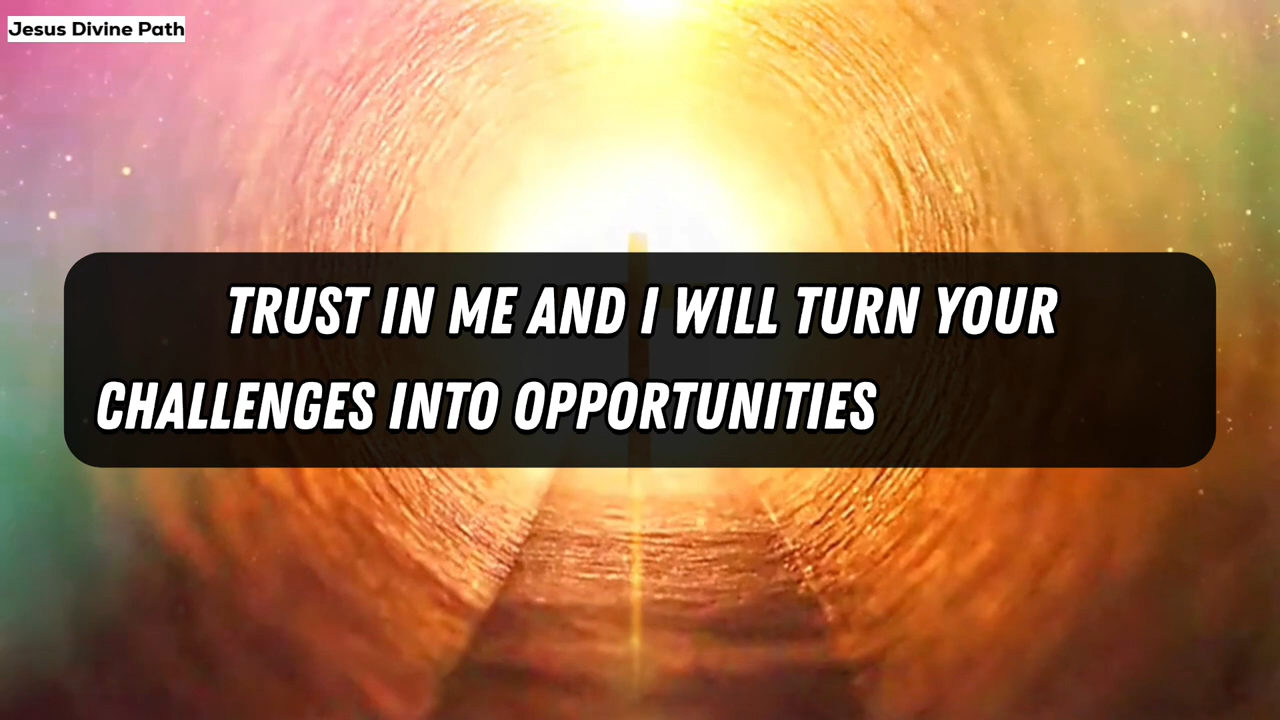 Jesus Divine Path
TRUST IN ME AND I WILL TURN YOUR
CHALLENGES INTO OPPORTUNITIES